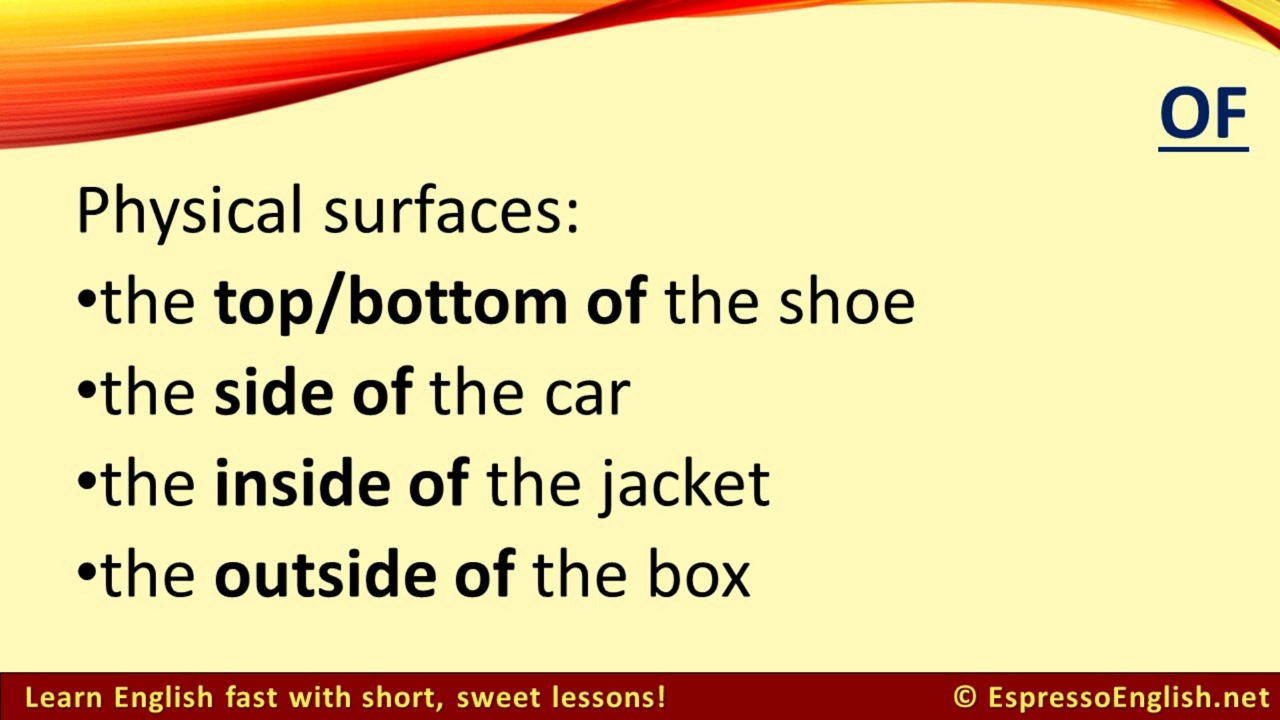 OF
Physical surfaces:
•the top/bottom of the shoe
•the side of the car
•the inside of the jacket
•the outside of the box
Learn English fast with short, sweet lessons!
© EspressoEnglish.net